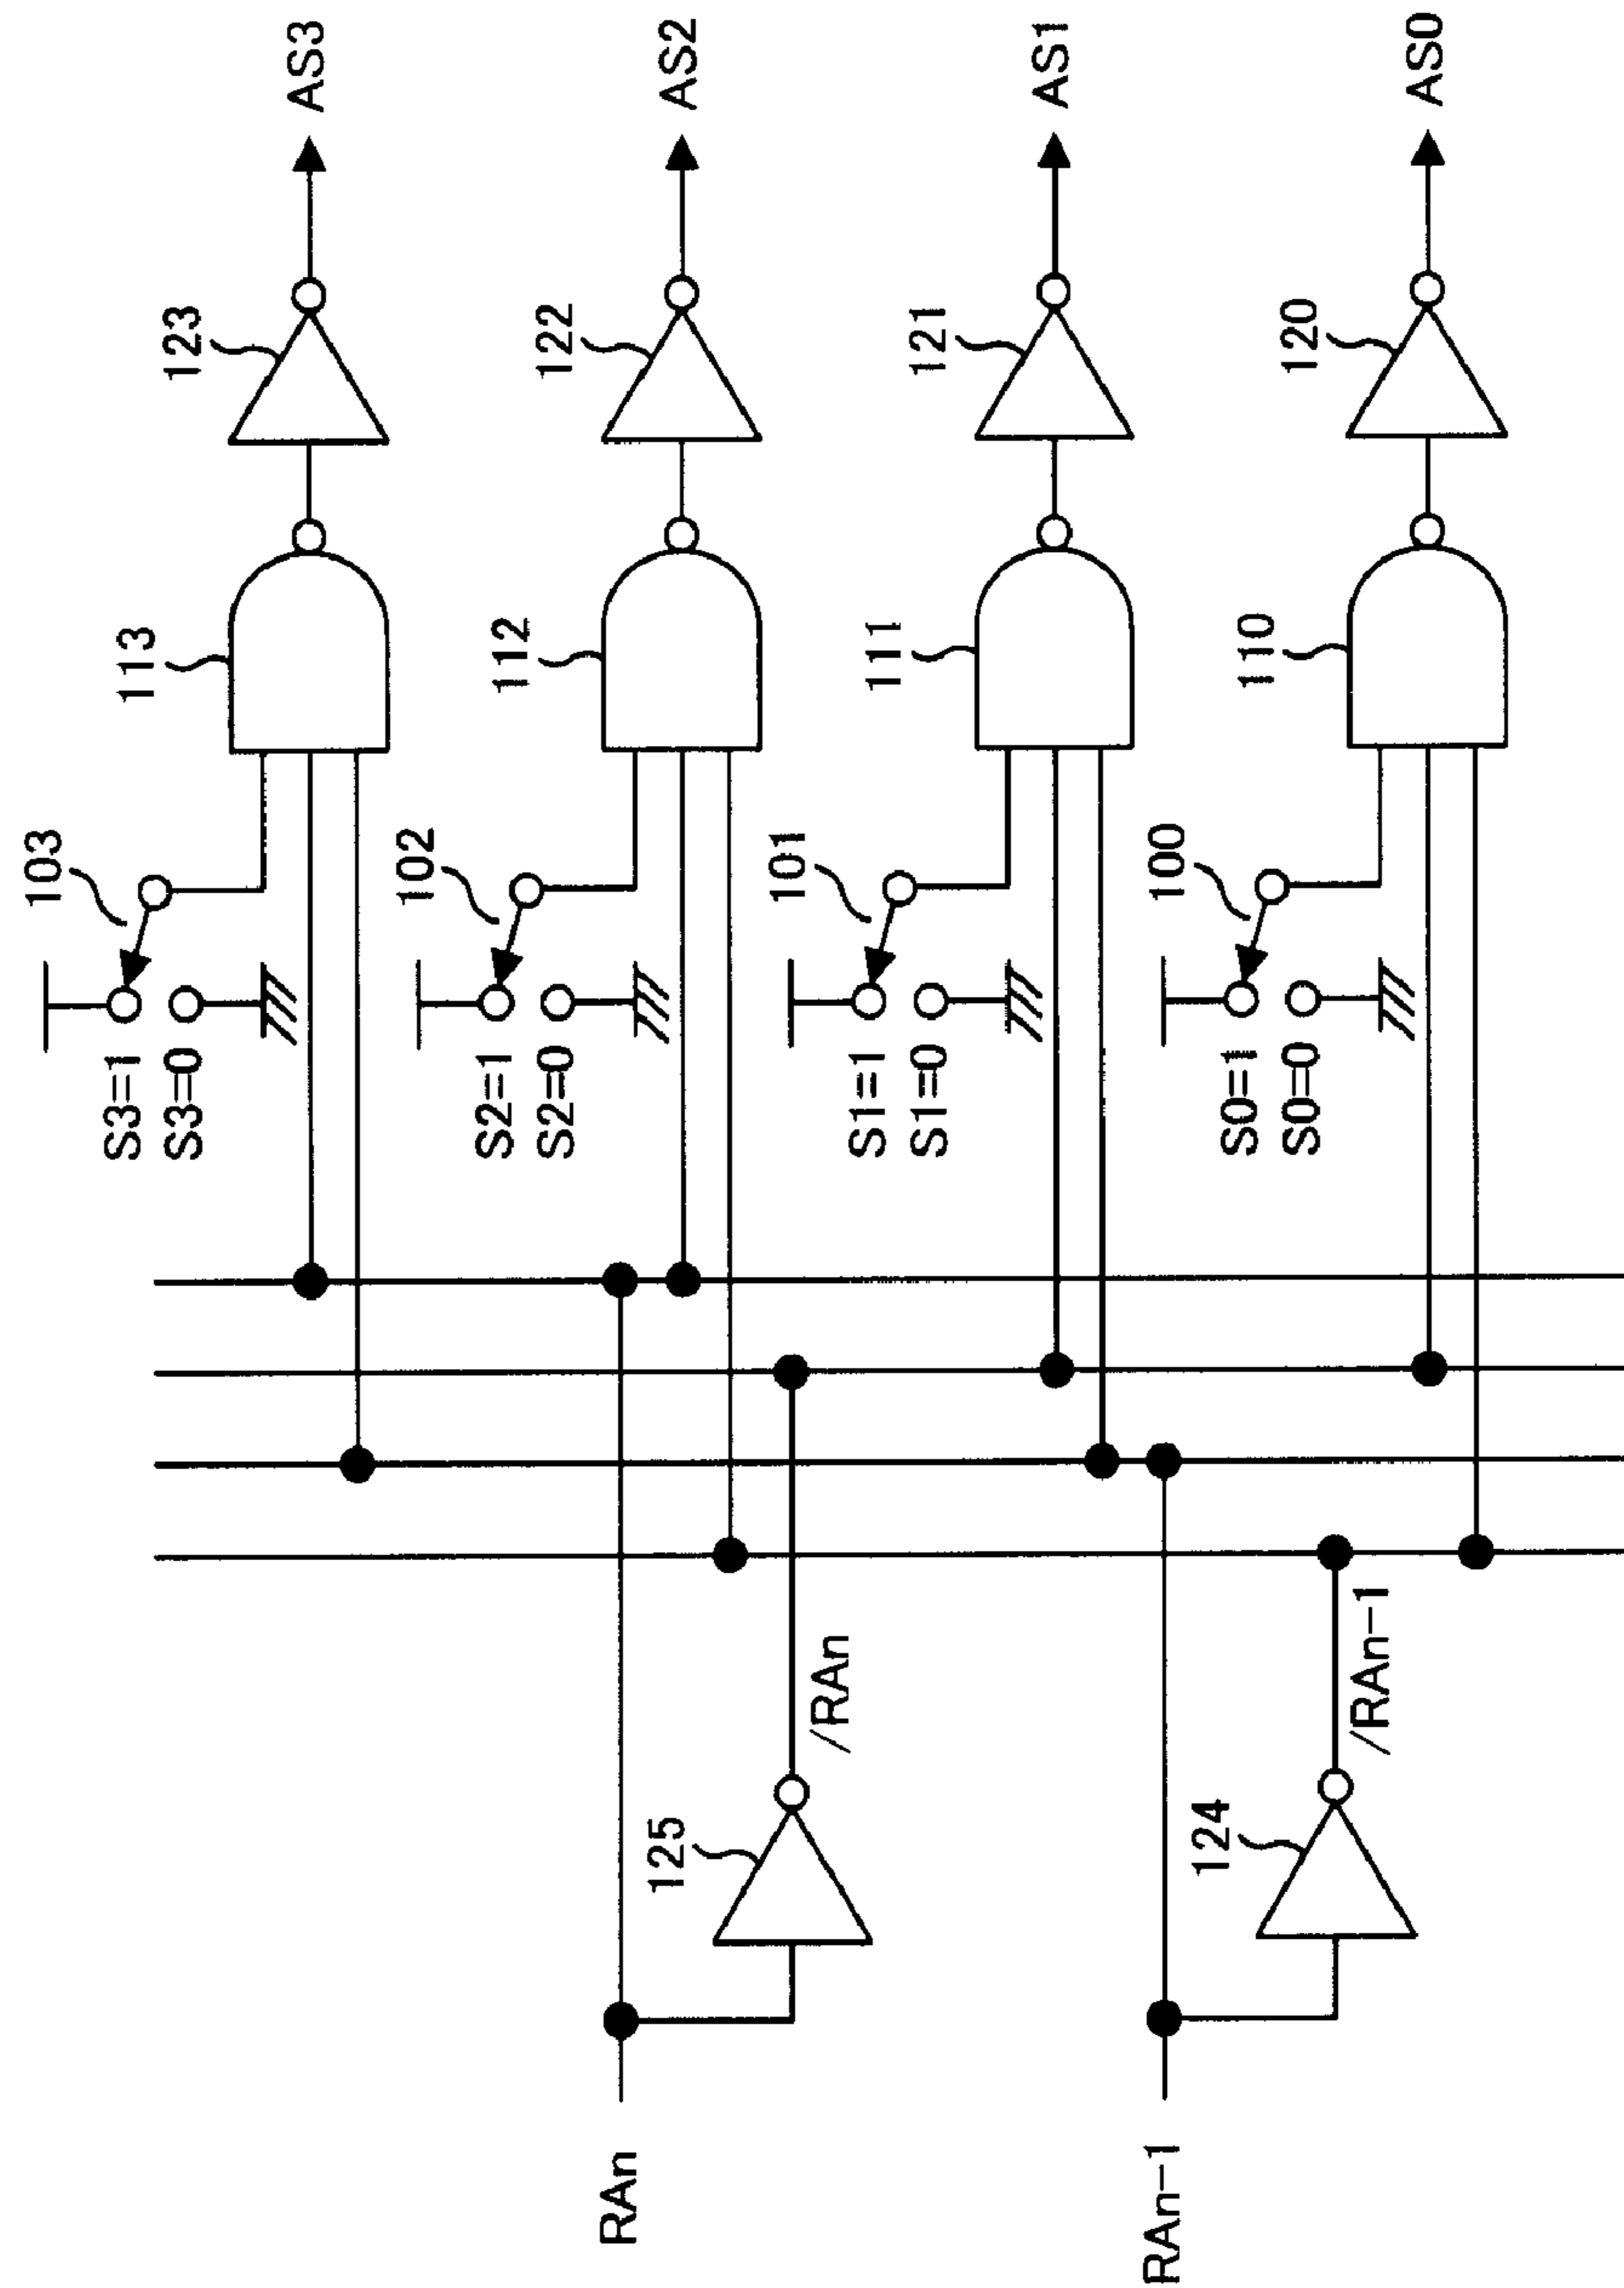 AS3
AS2
AS1
AS0
123
122
121
120
113
112
111
110
103
102
101
100
S3=1
S3=0
S2=1
S2=0
S1=1
S1=0
S0=1
S0=0
/RAn
/RAn-1
125
124
RAn
RAn-1